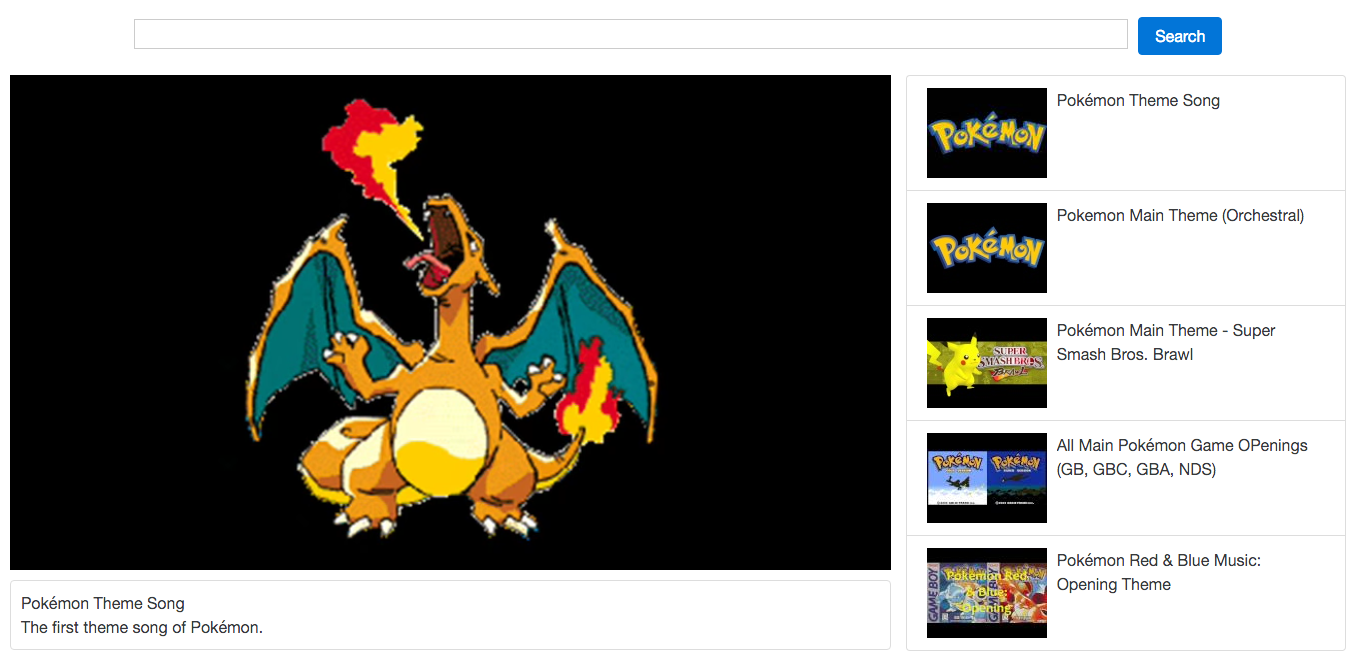 Search
Pokémon Theme Song
The first theme song of Pokémon.
POKéMON
Pokémon Theme Song
POKéMON
Pokemon Main Theme (Orchestral)
SUPER
SMASH BROS.
BRAWL
Pokémon Main Theme - Super
Smash Bros. Brawl
POKéMON
POKéMON
All Main Pokémon Game OPenings
(GB, GBC, GBA, NDS)
GAME BOY
GAME BOY
Pokémon Red
& Blue:
Opening
Pokémon Red & Blue Music:
Opening Theme